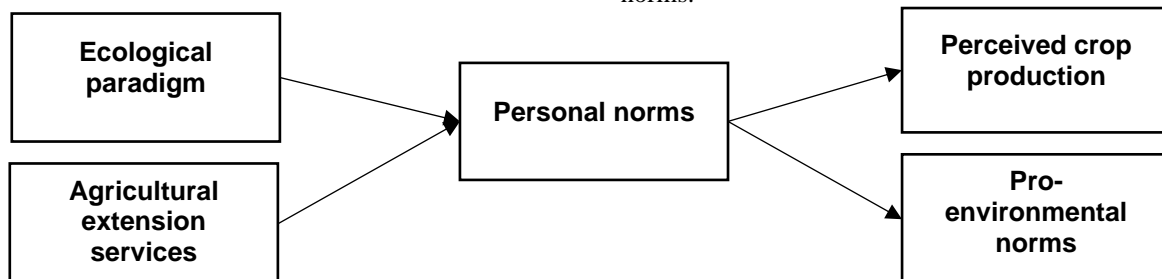 norms.
Ecological
paradigm
Agricultural
extension
services
Personal norms
Perceived crop
production
Pro-
environmental
norms